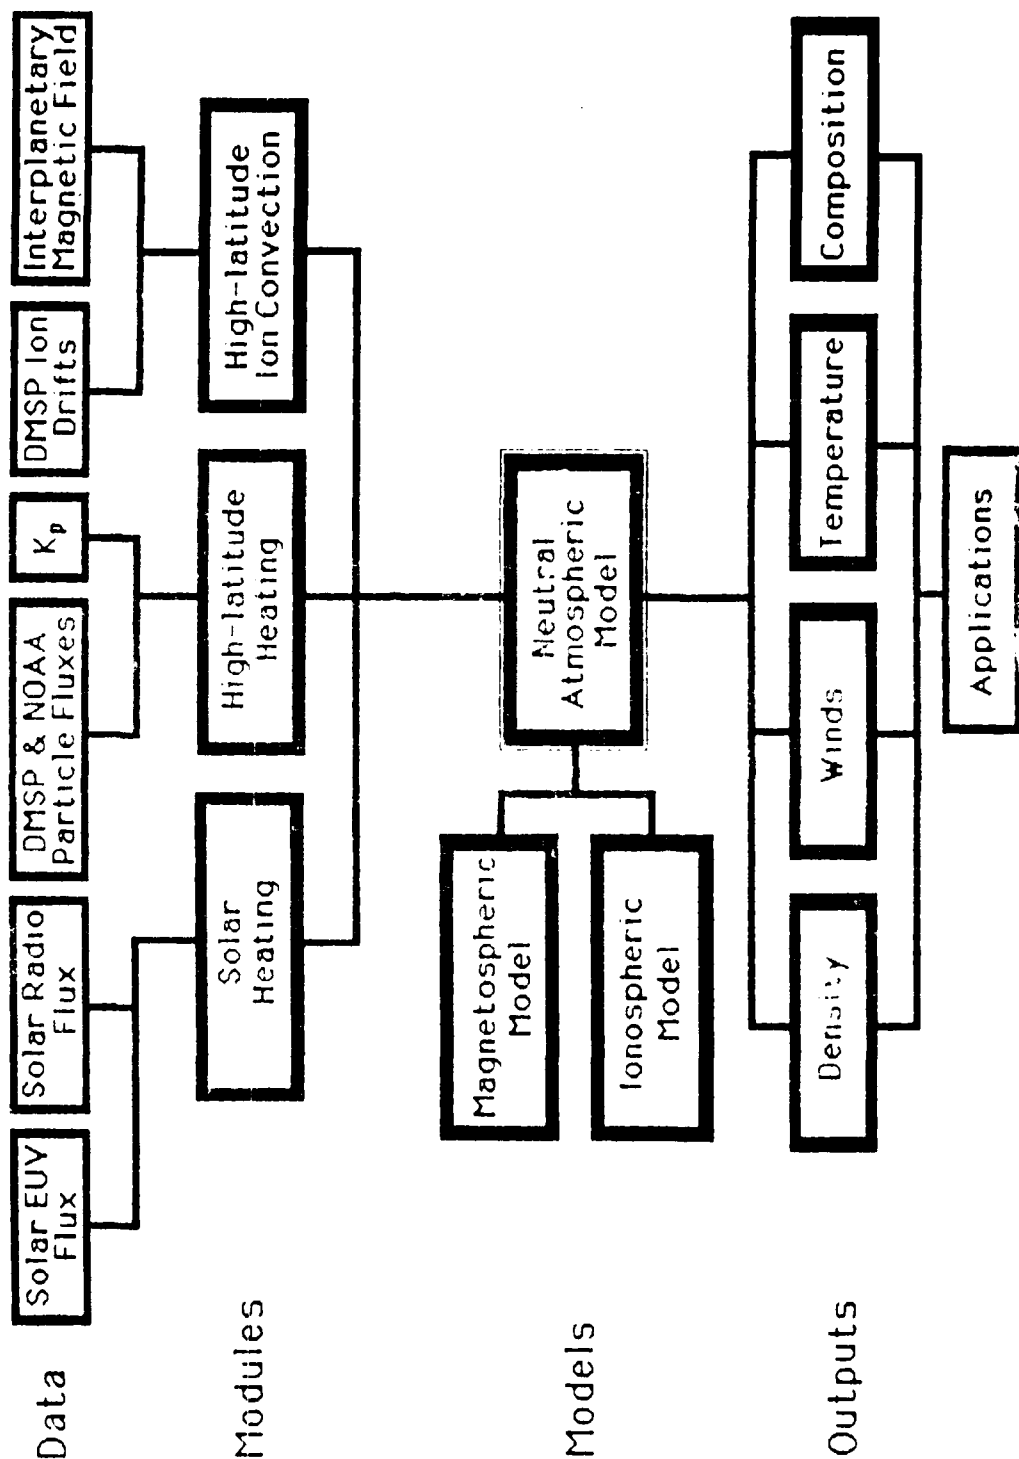 Data
Solar EUV
Flux
Solar Radio
Flux
DMSP & NOAA
Particle Fluxes
Kp
DMSP Ion
Drifts
Interplanetary
Magnetic Field
Modules
Solar
Heating
High-latitude
Heating
High-latitude
Ion Convection
Models
Magnetospheric
Model
Ionospheric
Model
Neutral
Atmospheric
Model
Outputs
Density
Winds
Temperature
Composition
Applications